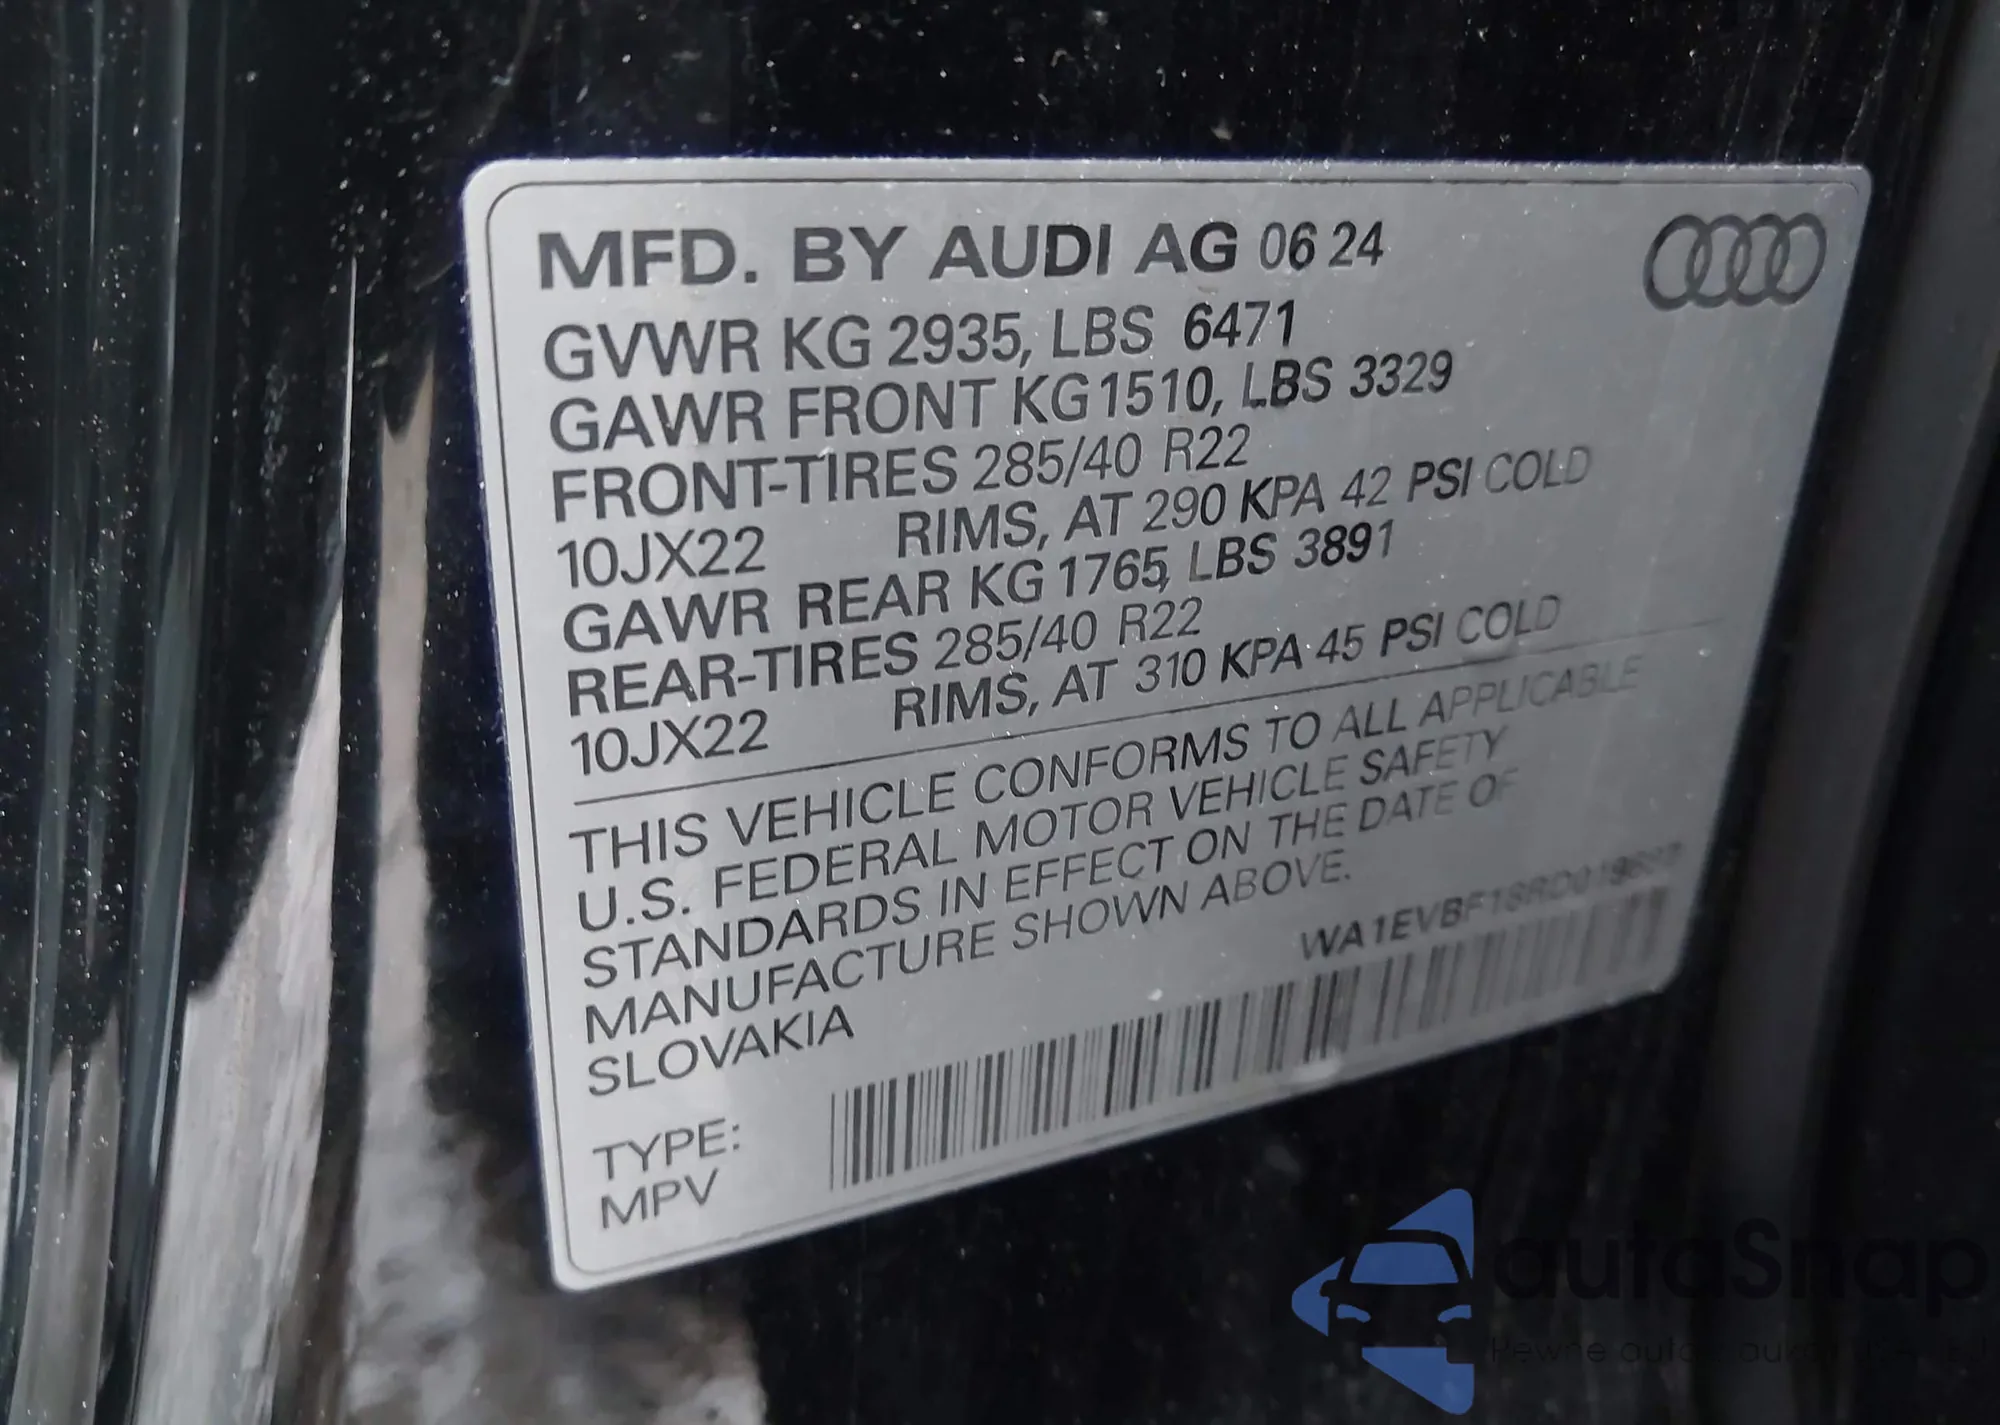 MFD. BY AUDI AG 06 24
GVWR KG 2935, LBS 6471
GAWR FRONT KG 1510, LBS 3329
FRONT-TIRES 285/40 R22
10JX22 RIMS, AT 290 KPA 42 PSI COLD
GAWR REAR KG 1765, LBS 3891
REAR-TIRES 285/40 R22
10JX22 RIMS, AT 310 KPA 45 PSI COLD
THIS VEHICLE CONFORMS TO ALL APPLICABLE
U.S. FEDERAL MOTOR VEHICLE SAFETY
STANDARDS IN EFFECT ON THE DATE OF
MANUFACTURE SHOWN ABOVE.
SLOVAKIA
TYPE:
MPV
autaSnap
Pewne auta